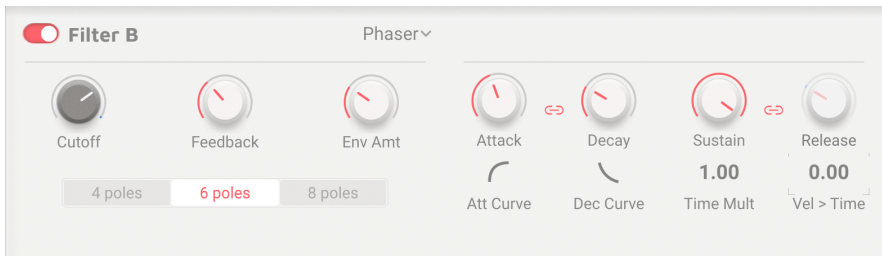 Filter B Phaser
Cutoff Feedback Env Amt Attack Decay Sustain Release
4 poles 6 poles 8 poles 1.00 0.00
Att Curve Dec Curve Time Mult Vel > Time